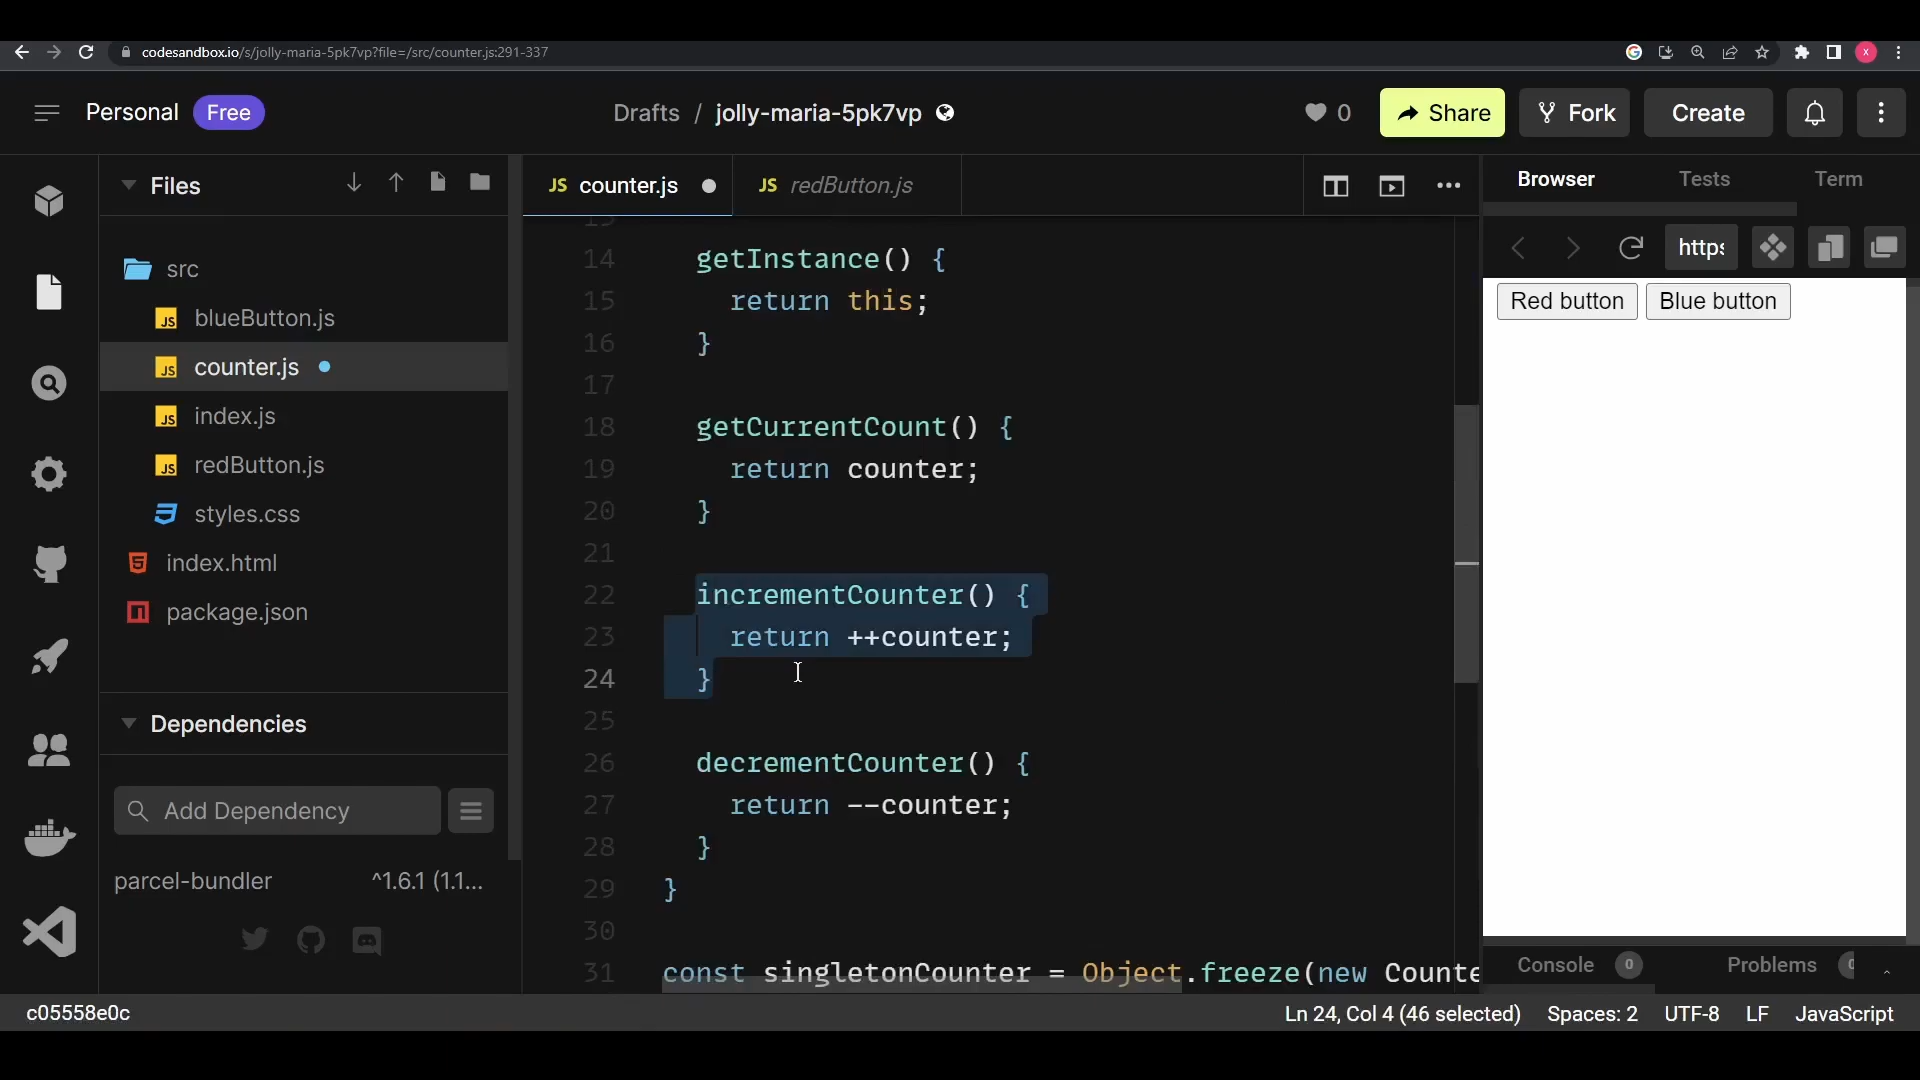 codesandbox.io/s/jolly-maria-5pk7vp?file=/src/counter.js:291-337
x
Personal Free
Drafts / jolly-maria-5pk7vp
0
Share
Fork
Create
Files
JS counter.js
JS redButton.js
Browser
Tests
Term
src
JS blueButton.js
JS counter.js
JS index.js
JS redButton.js
styles.css
index.html
package.json
Dependencies
Add Dependency
parcel-bundler ^1.6.1 (1.1...
14 getInstance() {
15 return this;
16 }
17
18 getCurrentCount() {
19 return counter;
20 }
21
22 incrementCounter() {
23 return ++counter;
24 }
25
26 decrementCounter() {
27 return --counter;
28 }
29 }
30
31 const singletonCounter = Object.freeze(new Counte
https
Red button
Blue button
Console 0
Problems
c05558e0c
Ln 24, Col 4 (46 selected)
Spaces: 2
UTF-8
LF
JavaScript